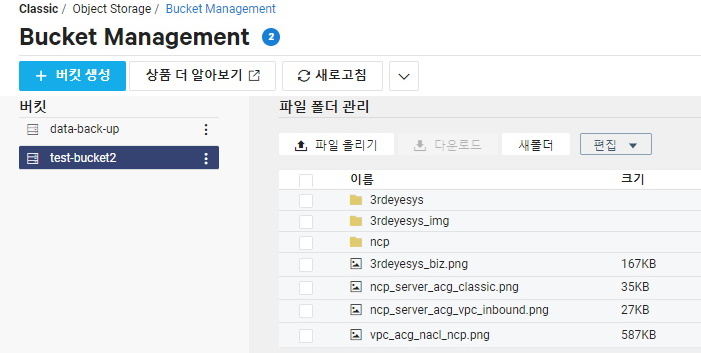 Classic / Object Storage / Bucket Management
Bucket Management 2
+ 버킷 생성 상품 더 알아보기 새로고침
버킷 파일 폴더 관리
data-back-up
test-bucket2
파일 올리기 다운로드 새폴더 편집
이름 크기
3rdeyesys
3rdeyesys_img
ncp
3rdeyesys_biz.png 167KB
ncp_server_acg_classic.png 35KB
ncp_server_acg_vpc_inbound.png 27KB
vpc_acg_nacl_ncp.png 587KB